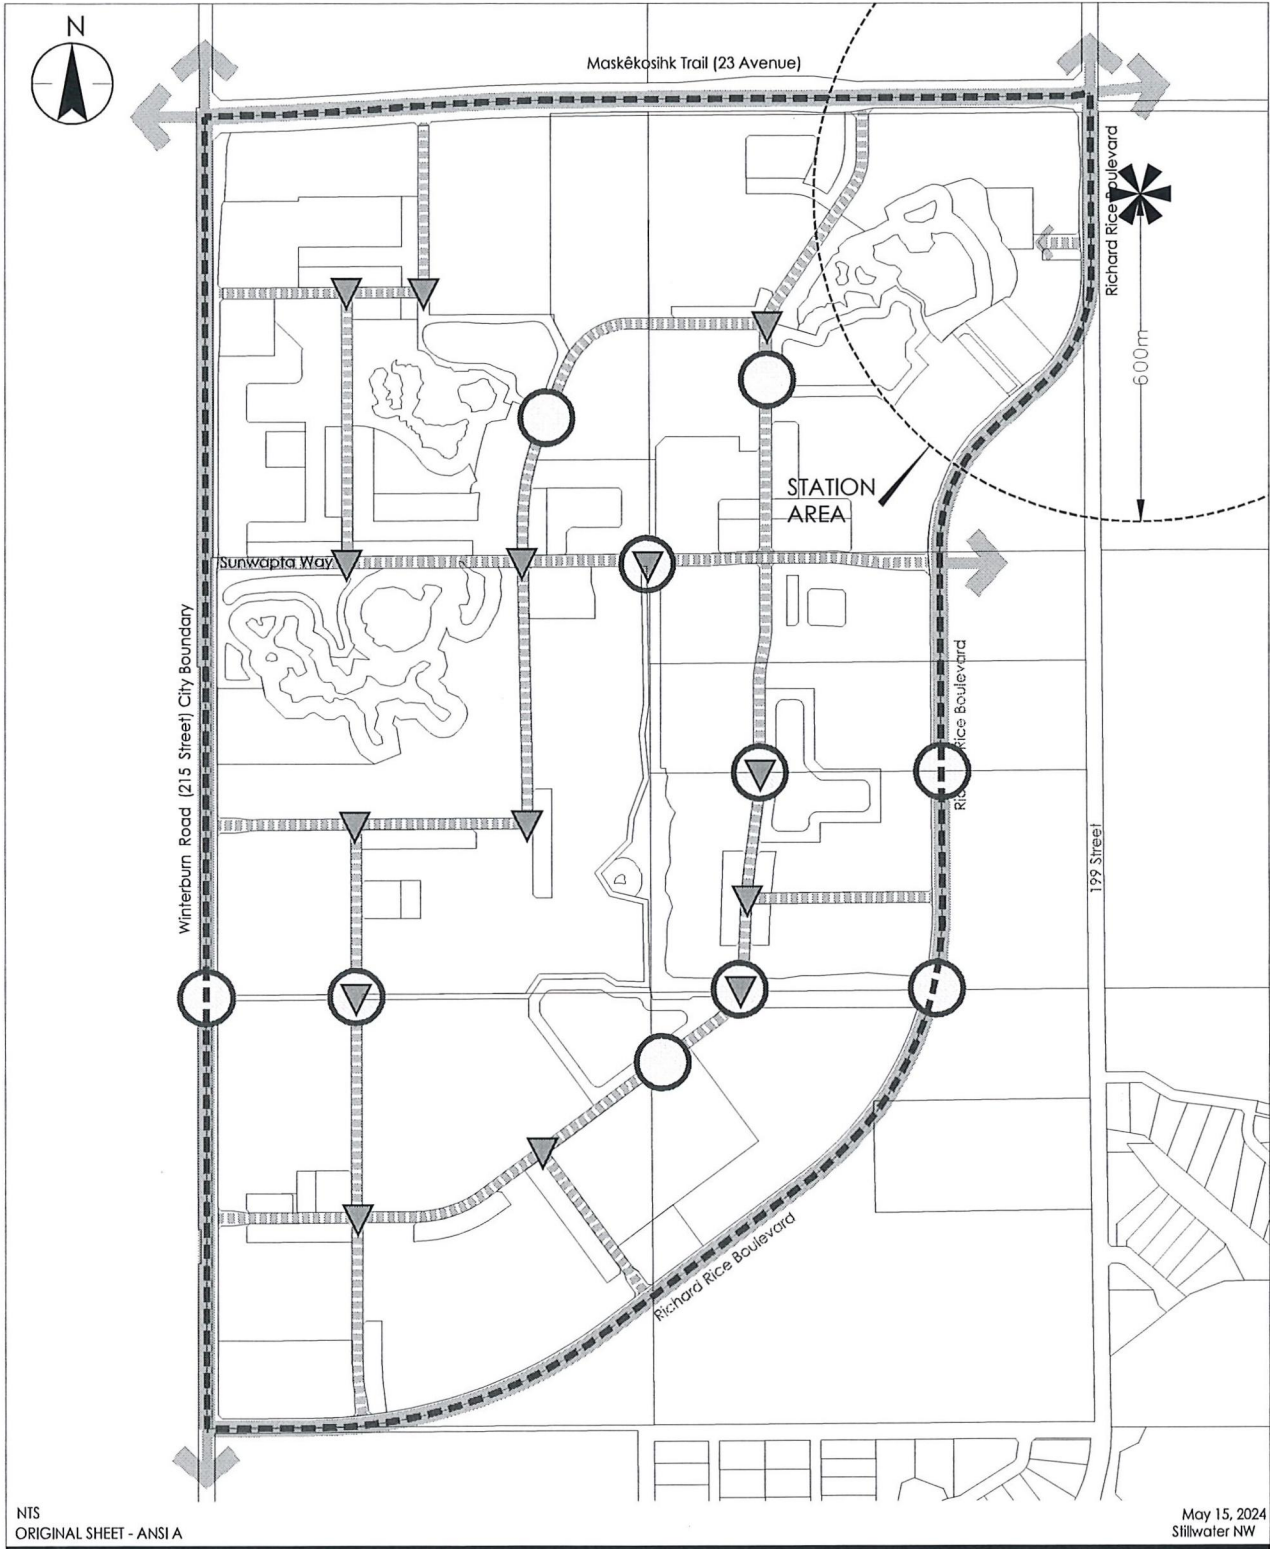 N
Maskêkosihk Trail (23 Avenue)
Richard Rice Boulevard
600m
STATION
AREA
Sunwapta Way
Winterburn Road (215 Street) City Boundary
Rice Boulevard
199 Street
Richard Rice Boulevard
NTS
ORIGINAL SHEET - ANSI A
May 15, 2024
Stillwater NW